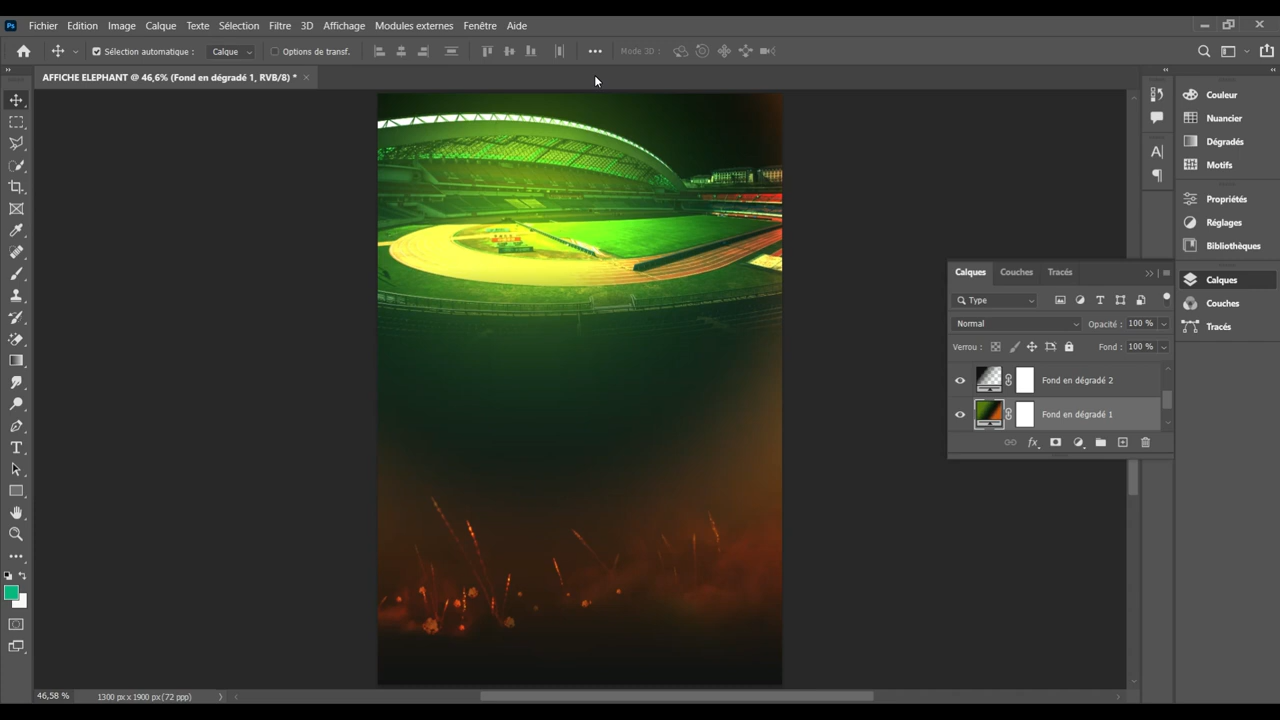 Ps Fichier Edition Image Calque Texte Sélection Filtre 3D Affichage Modules externes Fenêtre Aide
Sélection automatique : Calque Options de transf. Mode 3D :
AFFICHE ELEPHANT @ 46,6% (Fond en dégradé 1, RVB/8) *
Couleur
Nuancier
Dégradés
Motifs
Propriétés
Réglages
Bibliothèques
Calques
Couches
Tracés
Calques Couches Tracés
Type
Normal Opacité : 100 %
Verrou : Fond : 100 %
Fond en dégradé 2
Fond en dégradé 1
fx
46,58 % 1300 px x 1900 px (72 ppp)